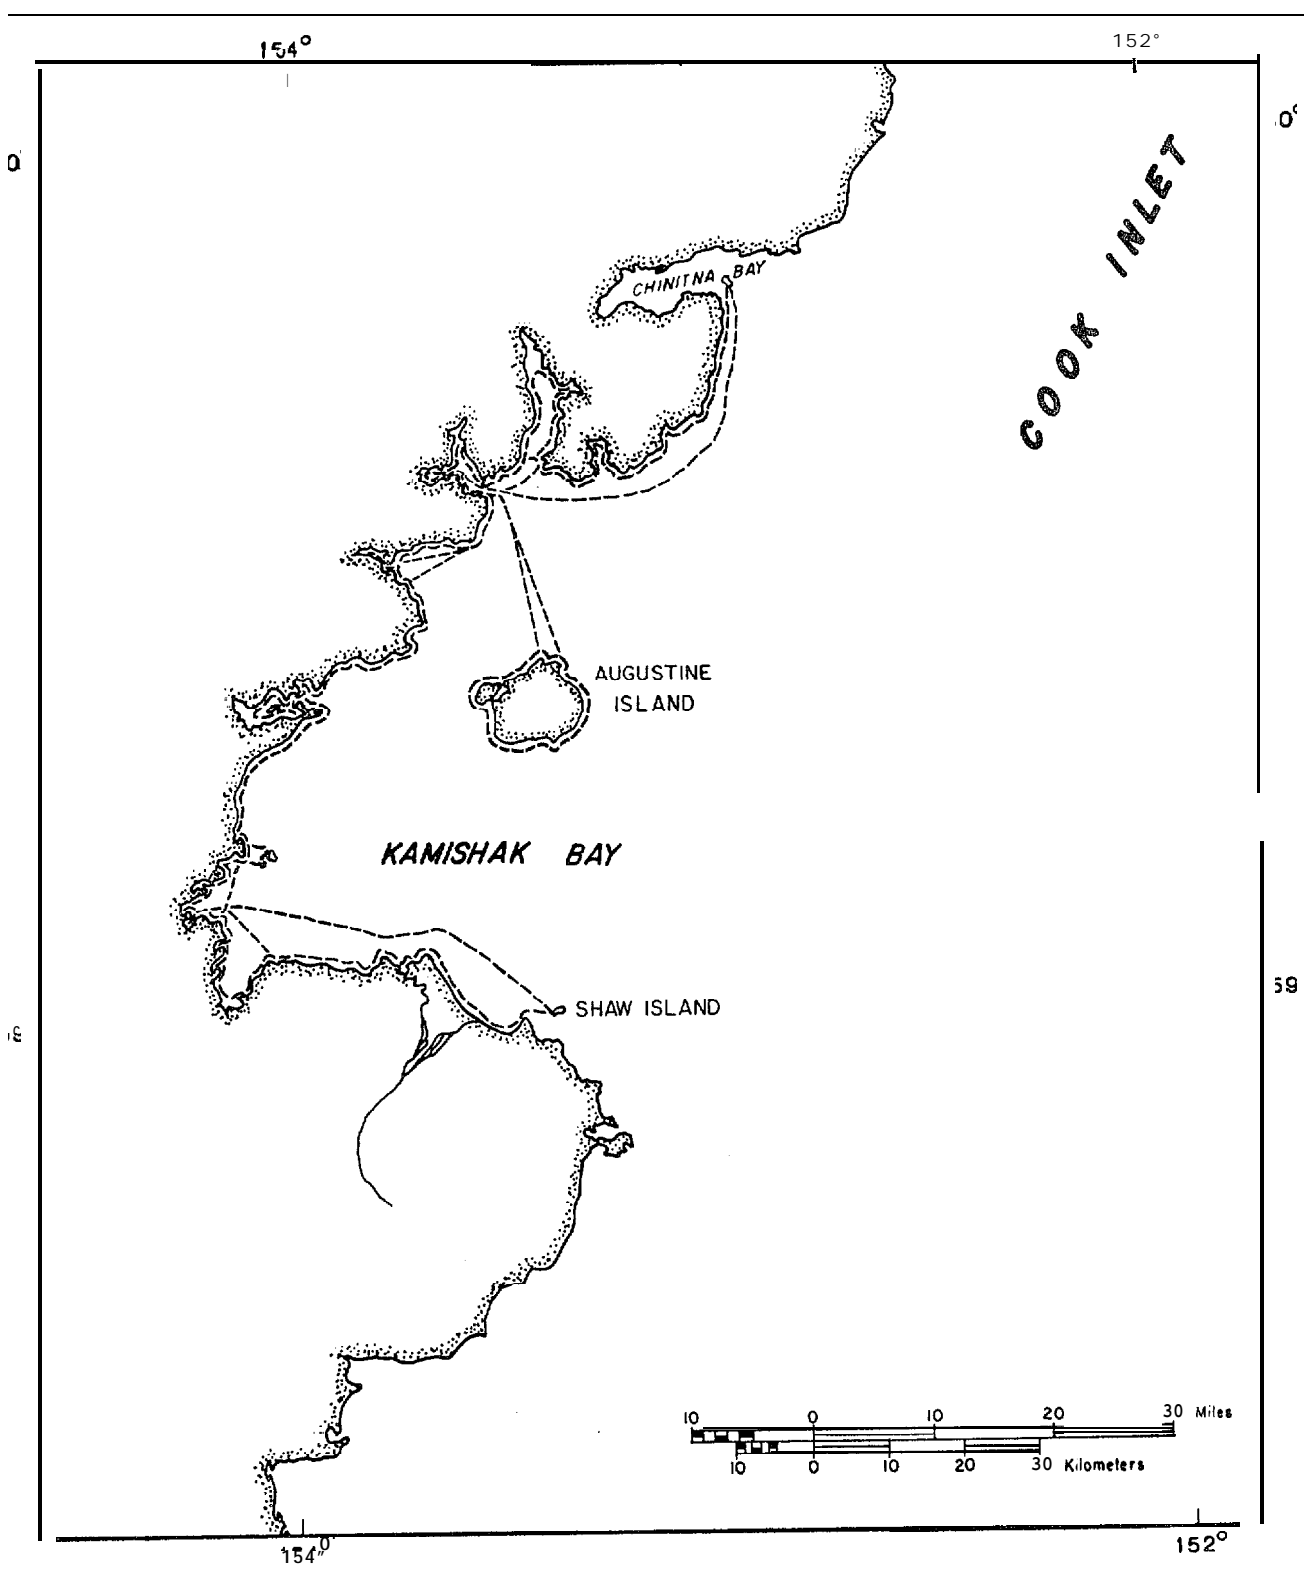 154°
152°
COOK INLET
CHINITNA BAY
AUGUSTINE
ISLAND
KAMISHAK BAY
SHAW ISLAND
59
10 0 10 20 30 Miles
10 0 10 20 30 Kilometers
154"
152°